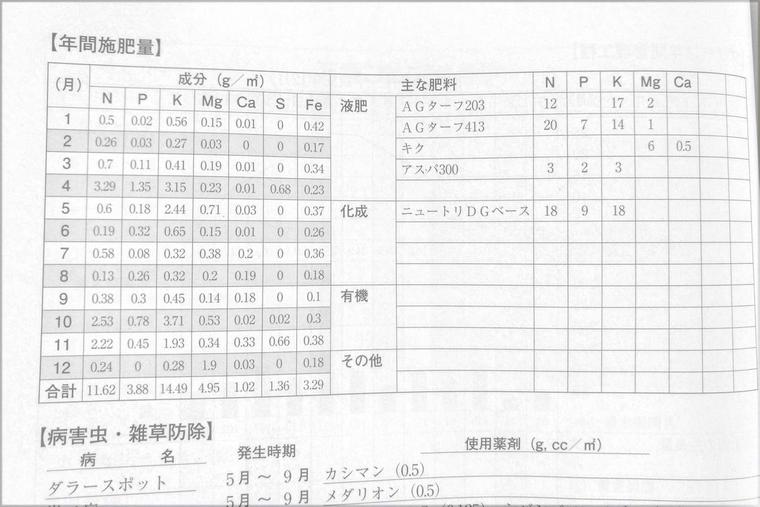 【年間施肥量】
(月) 成分（g／㎡） 主な肥料 N P K Mg Ca
N P K Mg Ca S Fe
1 0.5 0.02 0.56 0.15 0.01 0 0.42 液肥 AGターフ203 12 17 2
2 0.26 0.03 0.27 0.03 0 0 0.17 AGターフ413 20 7 14 1
3 0.7 0.11 0.41 0.19 0.01 0 0.34 キク 6 0.5
4 3.29 1.35 3.15 0.23 0.01 0.68 0.23 アスパ300 3 2 3
5 0.6 0.18 2.44 0.71 0.03 0 0.37 化成 ニュートリDGベース 18 9 18
6 0.19 0.32 0.65 0.15 0.01 0 0.26
7 0.58 0.08 0.32 0.38 0.2 0 0.36
8 0.13 0.26 0.32 0.2 0.19 0 0.18
9 0.38 0.3 0.45 0.14 0.18 0 0.1 有機
10 2.53 0.78 3.71 0.53 0.02 0.02 0.3
11 2.22 0.45 1.93 0.34 0.33 0.66 0.38
12 0.24 0 0.28 1.9 0.03 0 0.18 その他
合計 11.62 3.88 14.49 4.95 1.02 1.36 3.29
【病害虫・雑草防除】
病 名 発生時期 使用薬剤（g, cc／㎡）
ダラースポット 5月～ 9月 カシマン（0.5）
5月～ 9月 メダリオン（0.5）